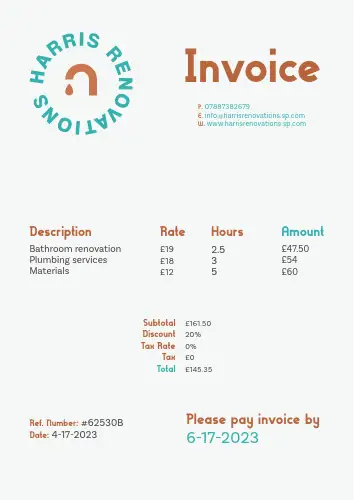 HARRIS RENOVATIONS
Invoice
P. 07887382679
E. info@harrisrenovations.sp.com
W. www.harrisrenovations.sp.com
Description Rate Hours Amount
Bathroom renovation £19 2.5 £47.50
Plumbing services £18 3 £54
Materials £12 5 £60
Subtotal £161.50
Discount 20%
Tax Rate 0%
Tax £0
Total £145.35
Ref. Number: #62530B
Date: 4-17-2023
Please pay invoice by
6-17-2023